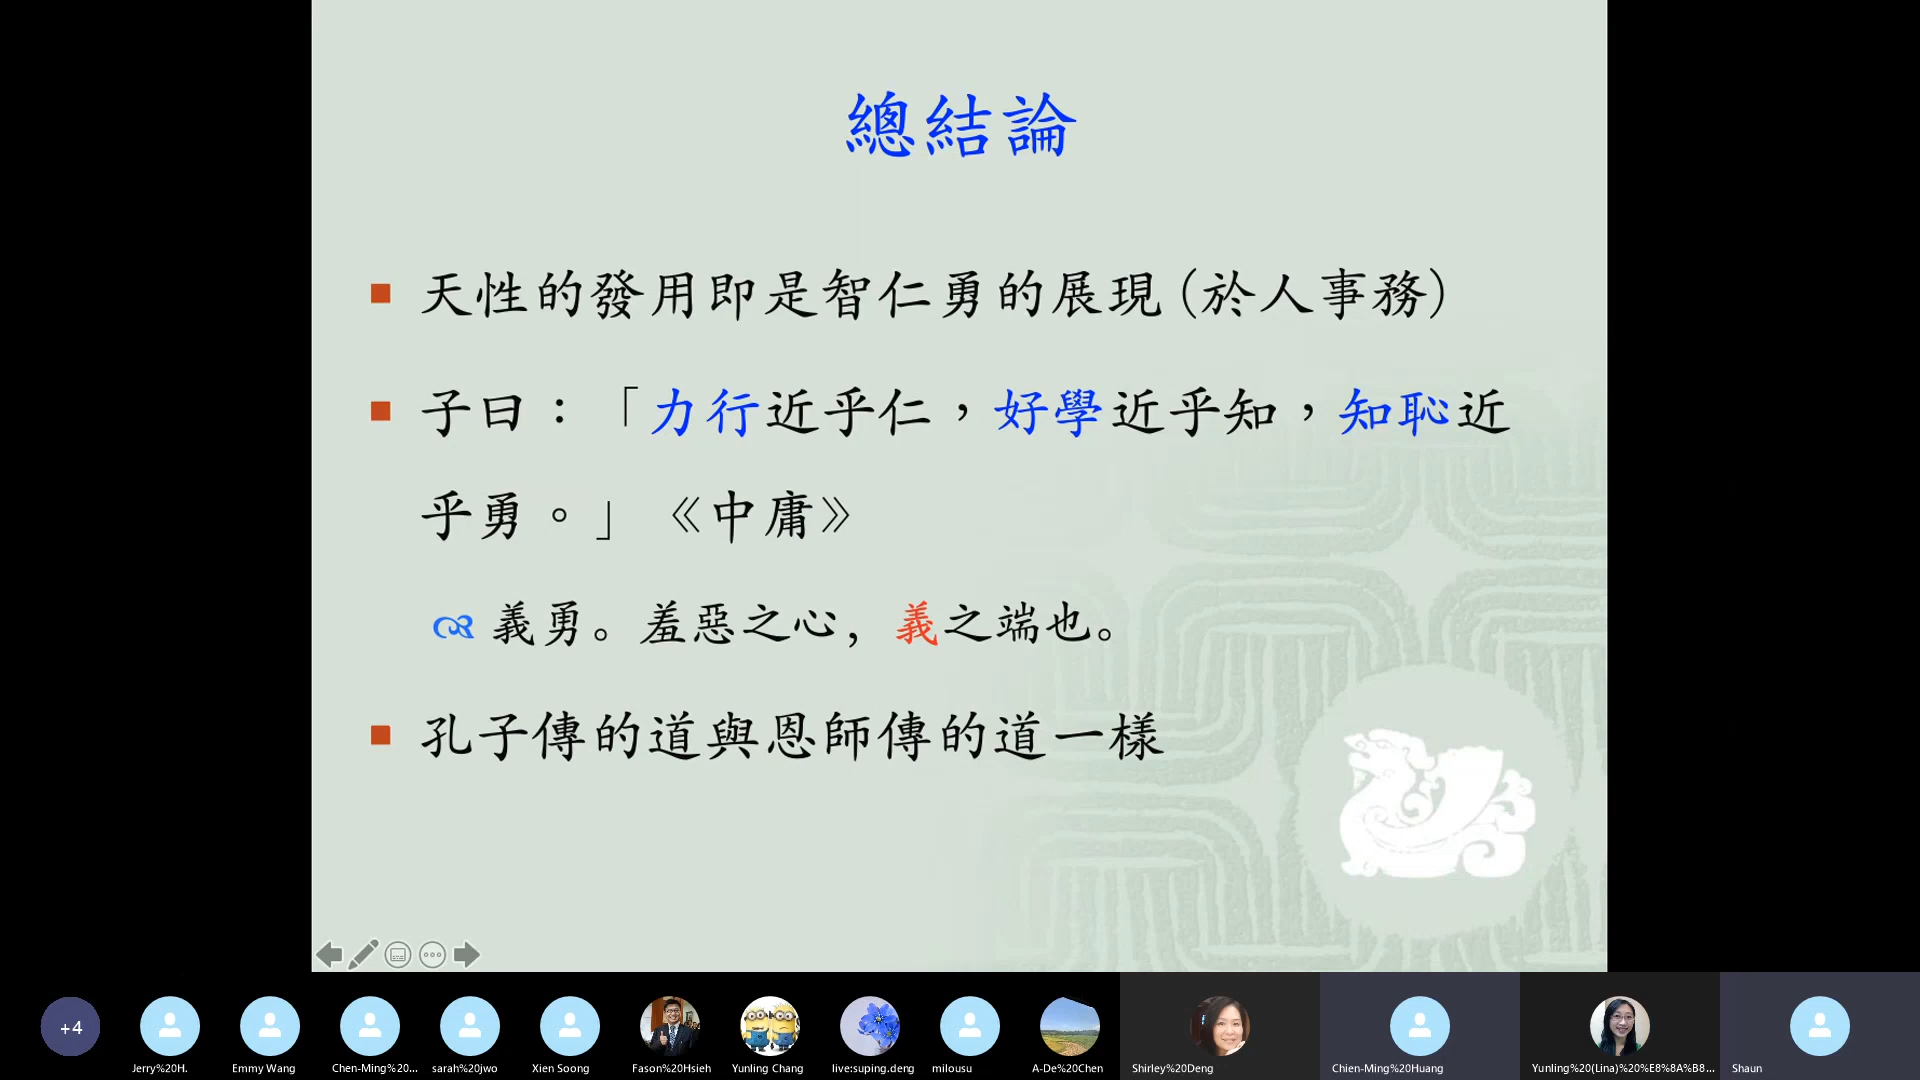 總結論
天性的發用即是智仁勇的展現(於人事務)
子曰：「力行近乎仁，好學近乎知，知恥近
乎勇。」《中庸》
義勇。羞惡之心，義之端也。
孔子傳的道與恩師傳的道一樣
+4
Jerry%20H.
Emmy Wang
Chen-Ming%20...
sarah%20jwo
Xien Soong
Fason%20Hsieh
Yunling Chang
live:suping.deng
milousu
A-De%20Chen
Shirley%20Deng
Chien-Ming%20Huang
Yunling%20(Lina)%20%E8%8A%B8...
Shaun